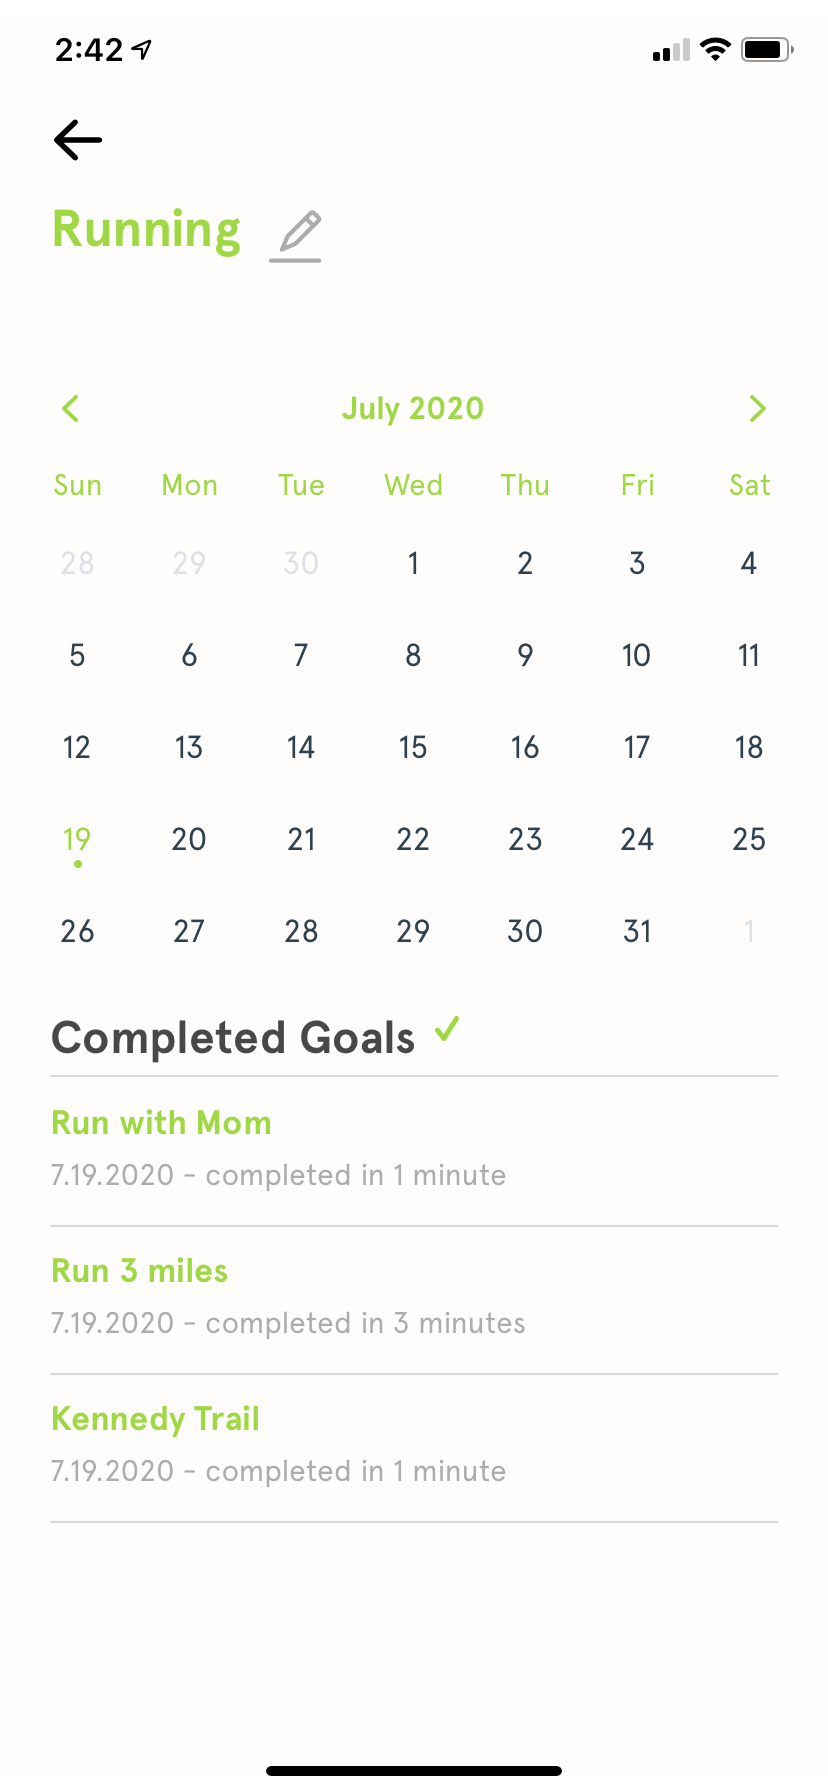 2:42
Running
July 2020
Sun Mon Tue Wed Thu Fri Sat
28 29 30 1 2 3 4
5 6 7 8 9 10 11
12 13 14 15 16 17 18
19 20 21 22 23 24 25
26 27 28 29 30 31 1
Completed Goals
Run with Mom
7.19.2020 - completed in 1 minute
Run 3 miles
7.19.2020 - completed in 3 minutes
Kennedy Trail
7.19.2020 - completed in 1 minute